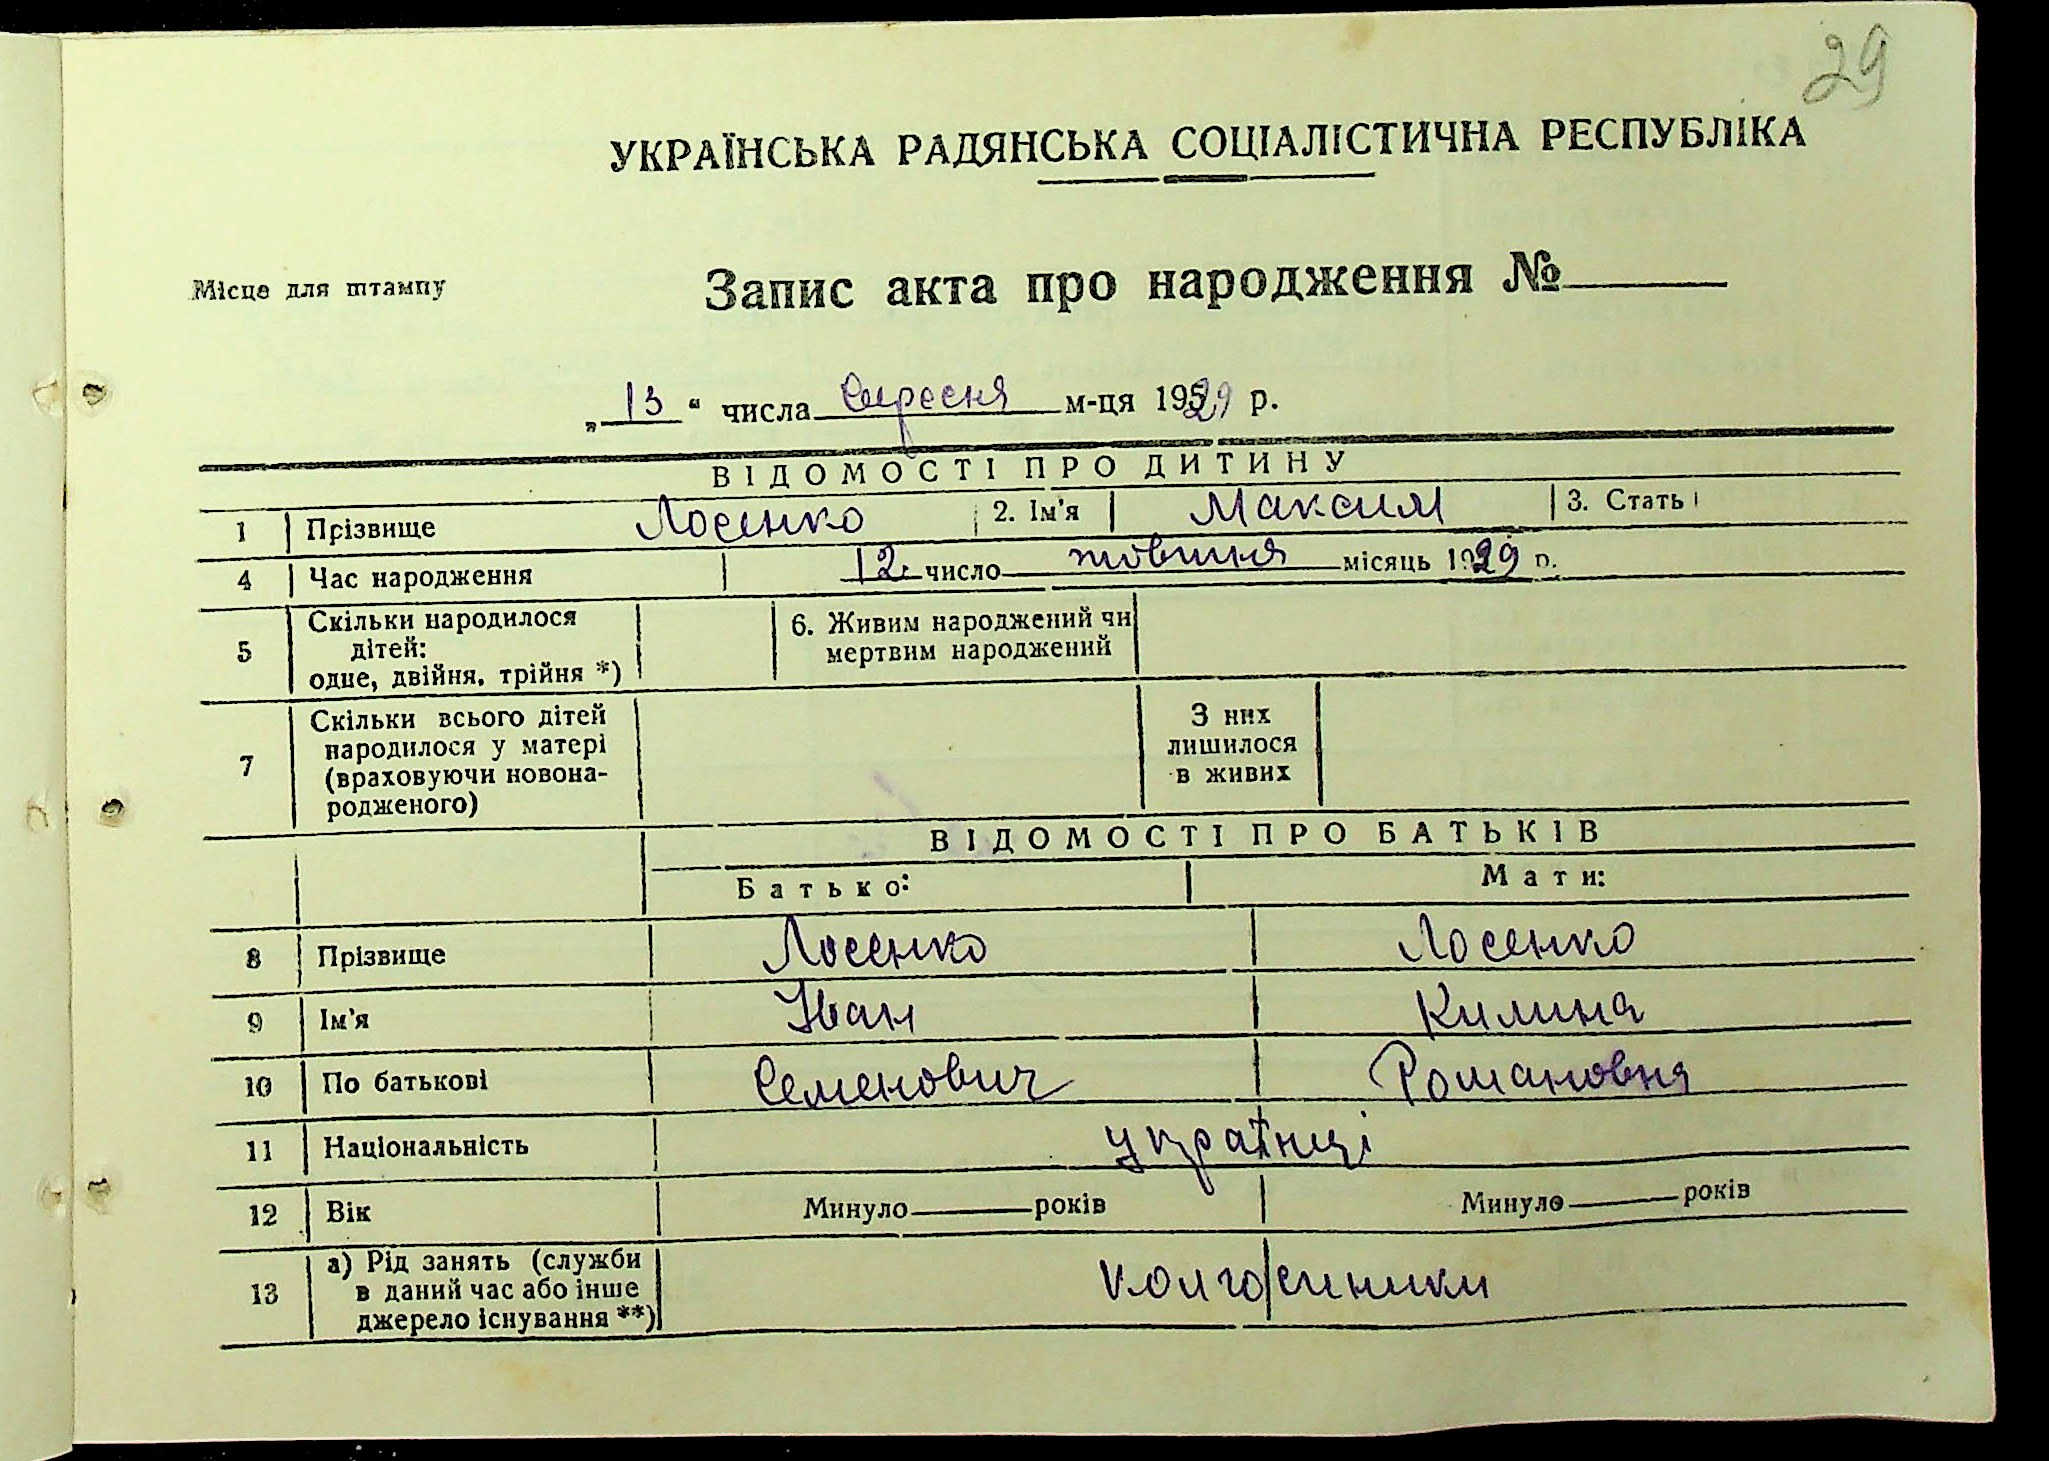 29
УКРАЇНСЬКА РАДЯНСЬКА СОЦІАЛІСТИЧНА РЕСПУБЛІКА
Місце для штампу
Запис акта про народження №
„13“ числа вересня м-ця 1929 р.
ВІДОМОСТІ ПРО ДИТИНУ
1 Прізвище Лосенко 2. Ім'я Максим 3. Стать
4 Час народження 12 число жовтня місяць 1929 р.
5 Скільки народилося дітей: одне, двійня, трійня *) 6. Живим народжений чи мертвим народжений
7 Скільки всього дітей народилося у матері (враховуючи новонародженого) З них лишилося в живих
ВІДОМОСТІ ПРО БАТЬКІВ
Батько: Мати:
8 Прізвище Лосенко Лосенко
9 Ім'я Іван Килина
10 По батькові Семенович Романовна
11 Національність українці
12 Вік Минуло років Минуло років
13 а) Рід занять (служби в даний час або інше джерело існування **) колгоспники